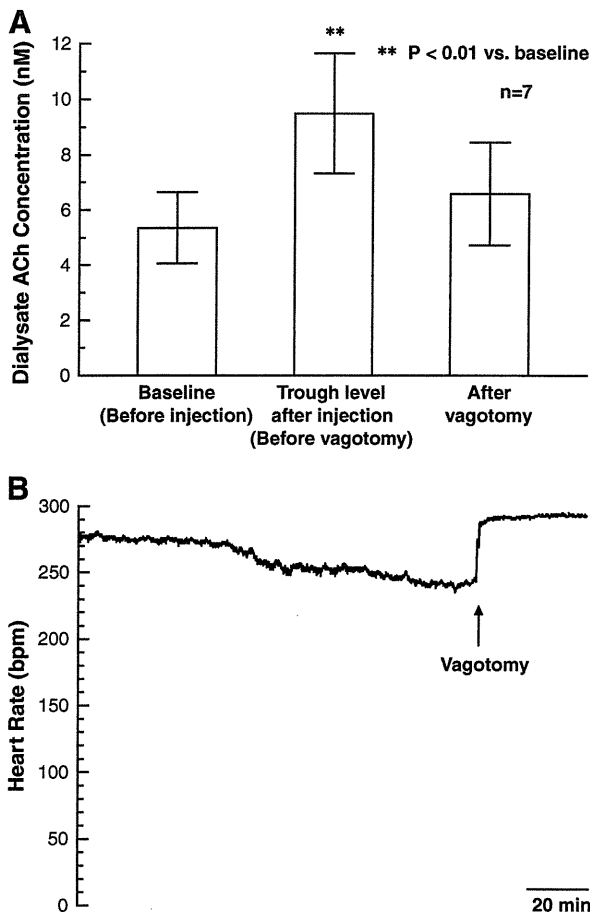 A
Dialysate ACh Concentration (nM)
12
10
8
6
4
2
0
**
** P < 0.01 vs. baseline
n=7
Baseline
(Before injection)
Trough level
after injection
(Before vagotomy)
After
vagotomy
B
Heart Rate (bpm)
300
250
200
150
100
50
0
Vagotomy
20 min